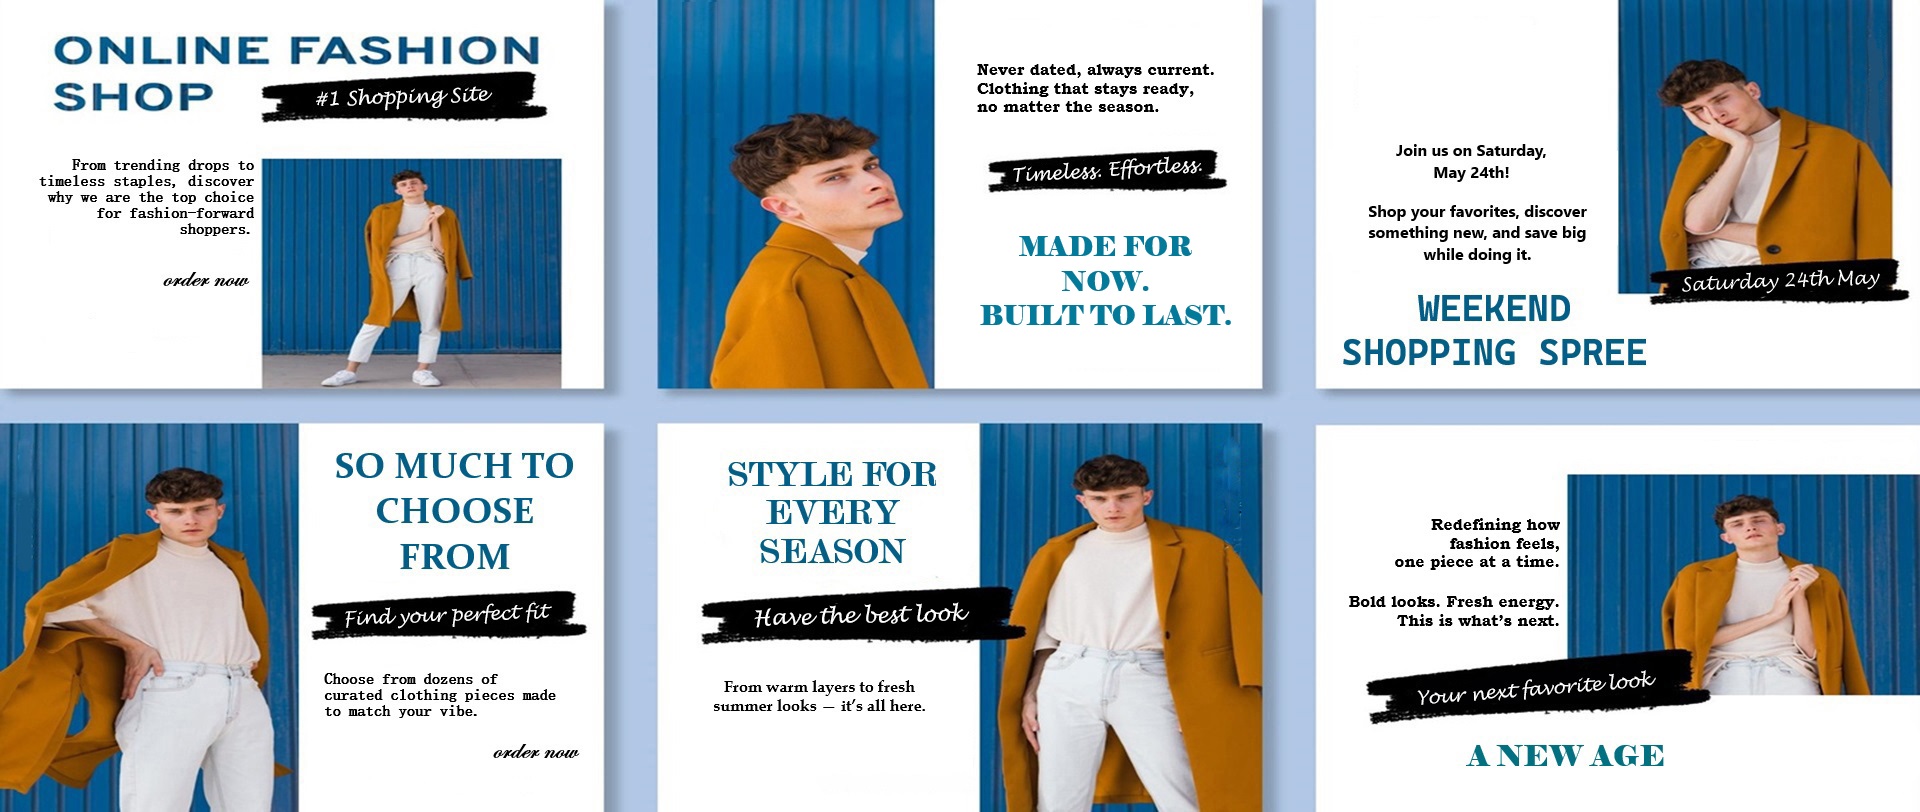 ONLINE FASHION
SHOP
#1 Shopping Site
From trending drops to
timeless staples, discover
why we are the top choice
for fashion-forward
shoppers.
order now
Never dated, always current.
Clothing that stays ready,
no matter the season.
Timeless. Effortless.
MADE FOR
NOW.
BUILT TO LAST.
Join us on Saturday,
May 24th!
Shop your favorites, discover
something new, and save big
while doing it.
Saturday 24th May
WEEKEND
SHOPPING SPREE
SO MUCH TO
CHOOSE
FROM
Find your perfect fit
Choose from dozens of
curated clothing pieces made
to match your vibe.
order now
STYLE FOR
EVERY
SEASON
Have the best look
From warm layers to fresh
summer looks — it's all here.
Redefining how
fashion feels,
one piece at a time.
Bold looks. Fresh energy.
This is what's next.
Your next favorite look
A NEW AGE